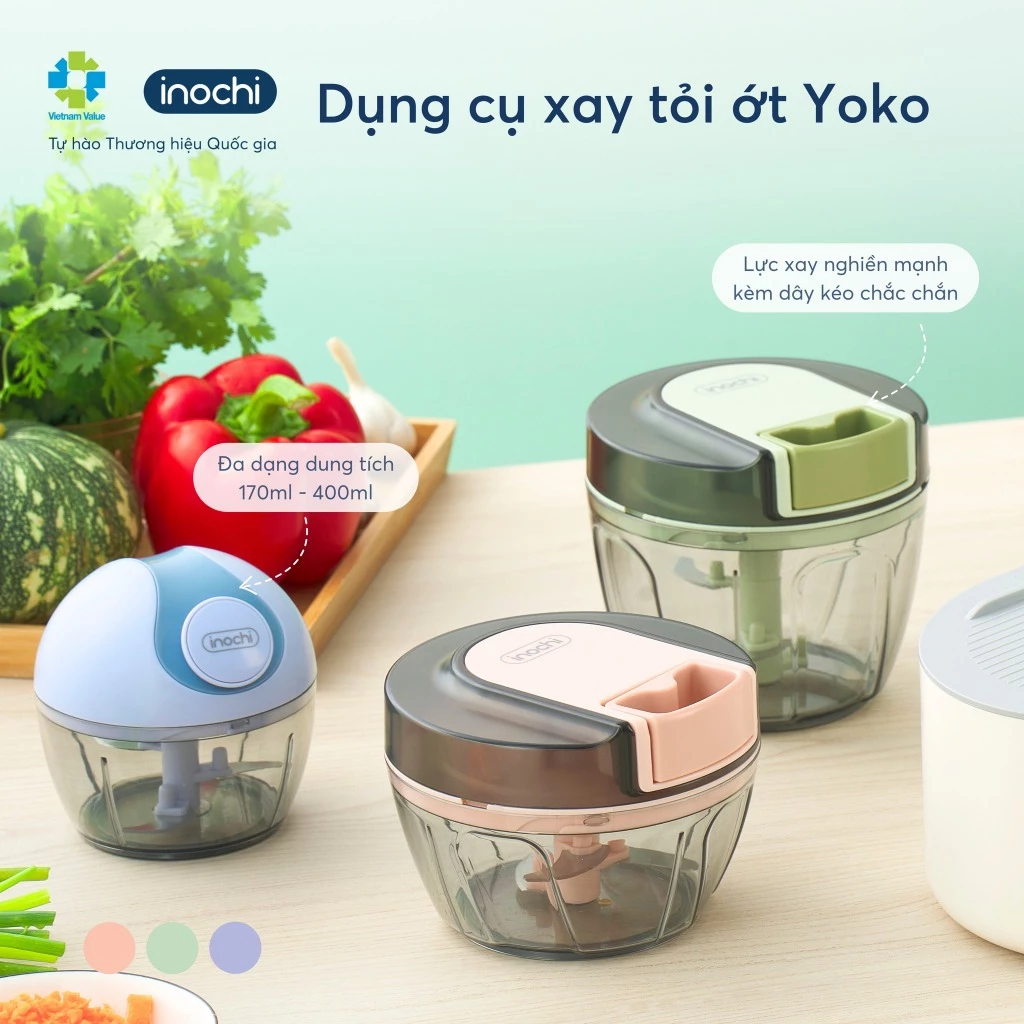 Vietnam Value
inochi
Tự hào Thương hiệu Quốc gia
Dụng cụ xay tỏi ớt Yoko
Lực xay nghiền mạnh
kèm dây kéo chắc chắn
inochi
Đa dạng dung tích
170ml - 400ml
inochi
inochi